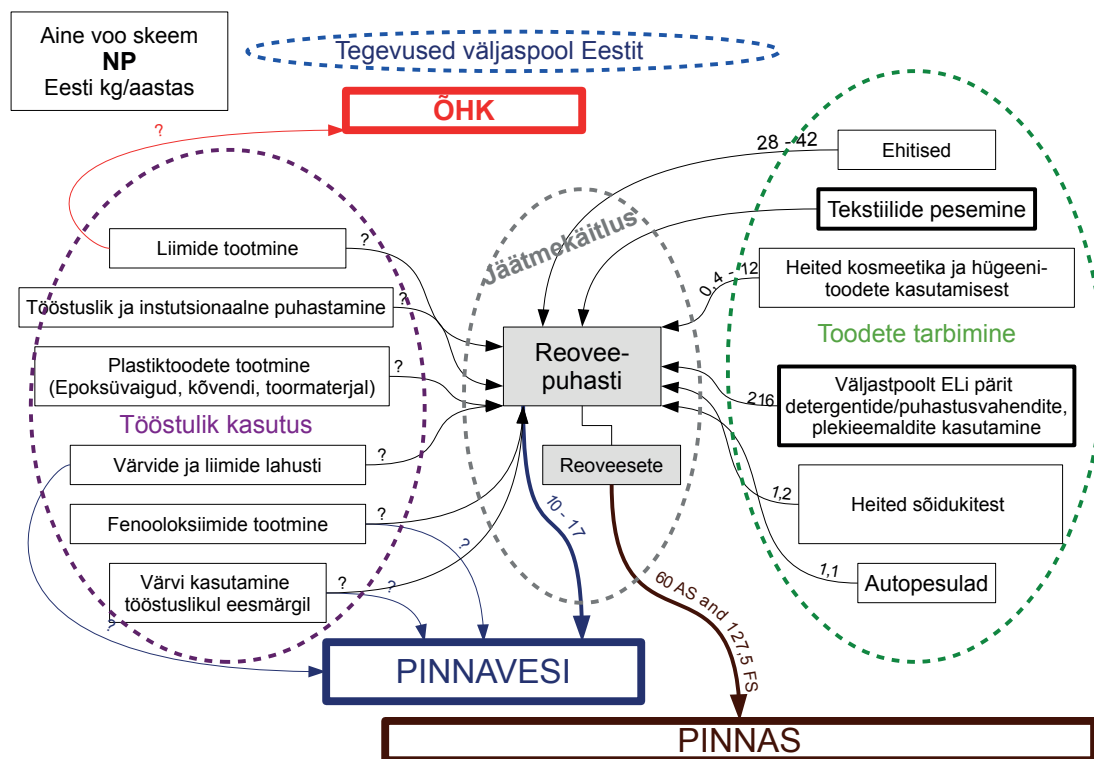 Aine voo skeem
NP
Eesti kg/aastas
Tegevused väljaspool Eestit
ÕHK
?
28 - 42
Ehitised
Tekstiilide pesemine
Jäätmekäitlus
Liimide tootmine
?
0,4 - 12
Heited kosmeetika ja hügeeni-
toodete kasutamisest
Tööstuslik ja instutsionaalne puhastamine
?
Toodete tarbimine
Reovee-
puhasti
Plastiktoodete tootmine
(Epoksüvaigud, kõvendi, toormaterjal)
?
216
Väljastpoolt ELi pärit
detergentide/puhastusvahendite,
plekieemaldite kasutamine
Tööstulik kasutus
Värvide ja liimide lahusti
?
Reoveesete
1,2
Heited sõidukitest
Fenooloksiimide tootmine
?
?
10 - 17
1,1
Autopesulad
Värvi kasutamine
tööstuslikul eesmärgil
?
?
?
60 AS and 127,5 FS
PINNAVESI
PINNAS